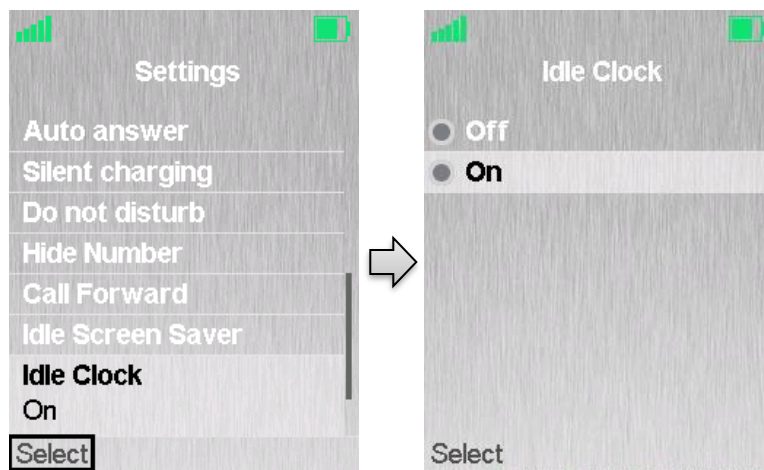 Settings
Auto answer
Silent charging
Do not disturb
Hide Number
Call Forward
Idle Screen Saver
Idle Clock
On
Select
Idle Clock
Off
On
Select